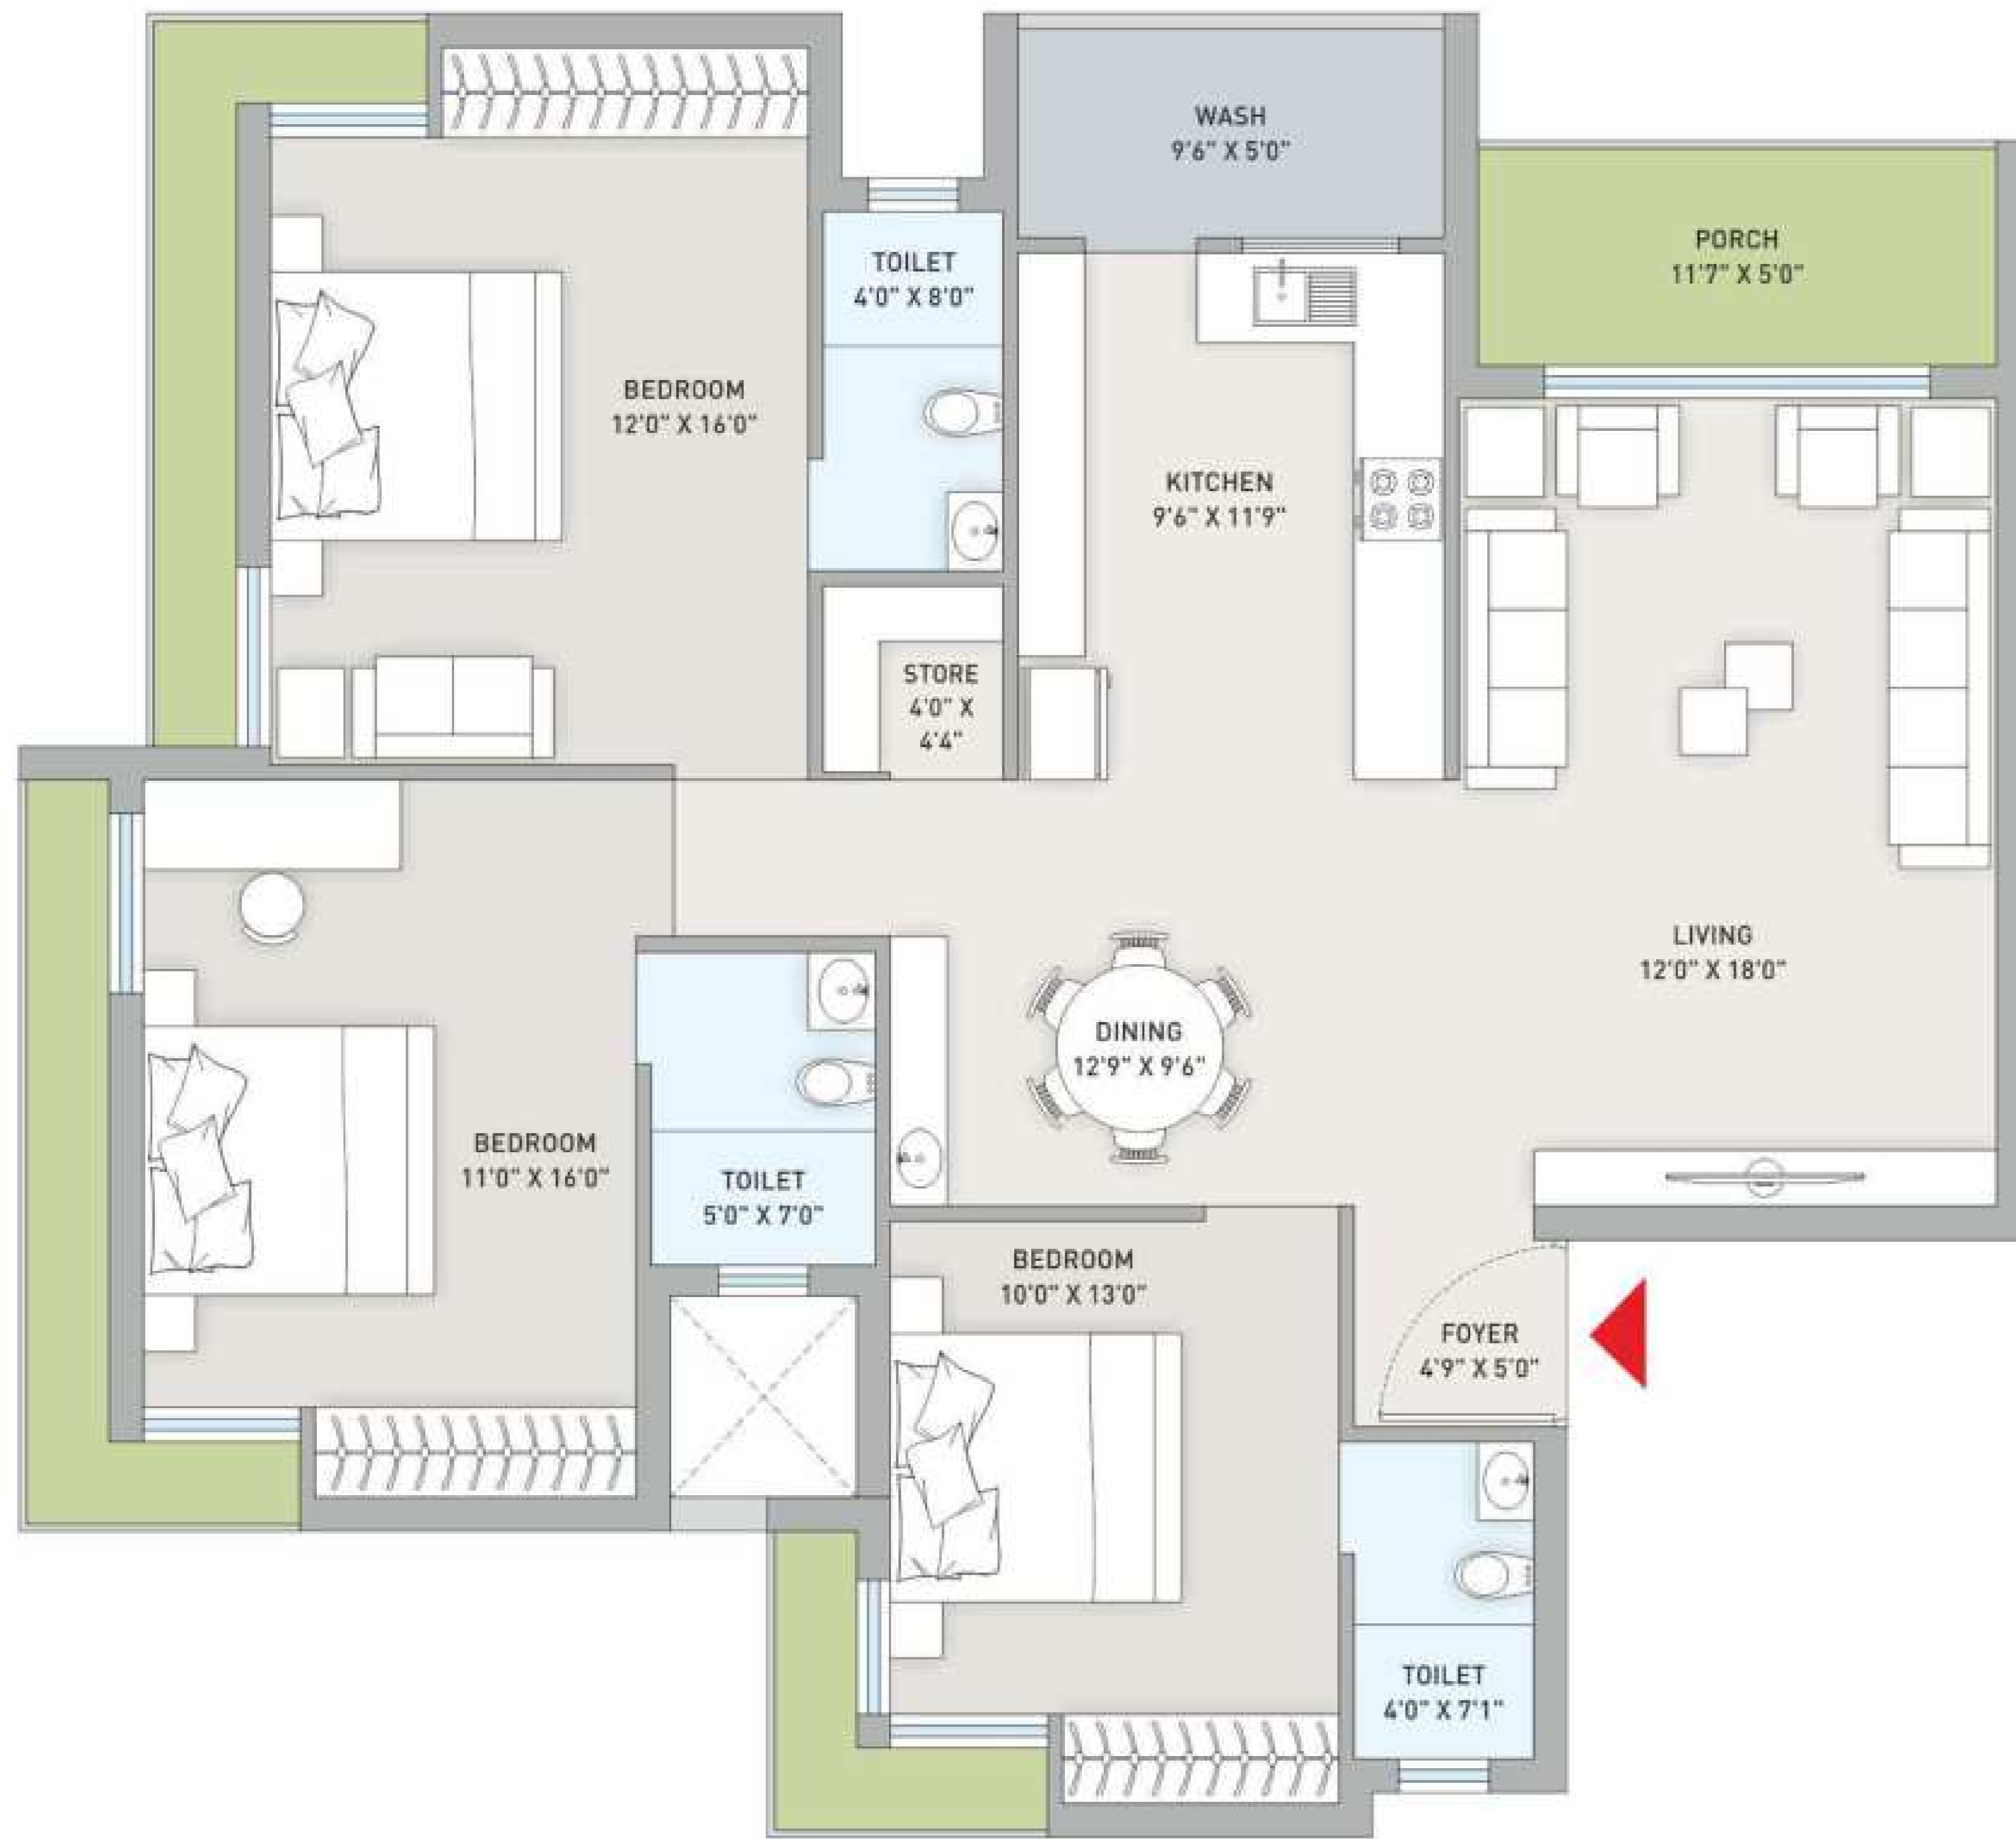 WASH
9'6" X 5'0"
PORCH
11'7" X 5'0"
TOILET
4'0" X 8'0"
BEDROOM
12'0" X 16'0"
KITCHEN
9'6" X 11'9"
STORE
4'0" X
4'4"
LIVING
12'0" X 18'0"
DINING
12'9" X 9'6"
BEDROOM
11'0" X 16'0"
TOILET
5'0" X 7'0"
BEDROOM
10'0" X 13'0"
FOYER
4'9" X 5'0"
TOILET
4'0" X 7'1"